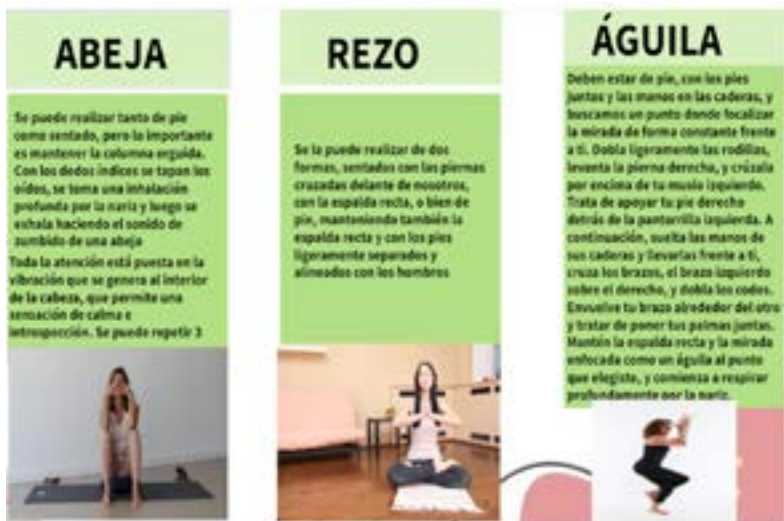 ABEJA
Se puede realizar tanto de pie
como sentado, pero lo importante
es mantener la columna erguida.
Con los dedos índices se tapan los
oídos, se toma una inhalación
profunda por la nariz y luego se
exhala haciendo el sonido de
zumbido de una abeja
Toda la atención está puesta en la
vibración que se genera al interior
de la cabeza, que permite una
sensación de calma e
introspección. Se puede repetir 3
REZO
Se la puede realizar de dos
formas, sentados con las piernas
cruzadas delante de nosotros,
con la espalda recta, o bien de
pie, manteniendo también la
espalda recta y con los pies
ligeramente separados y
alineados con los hombros
ÁGUILA
Deben estar de pie, con los pies
juntos y las manos en las caderas, y
buscamos un punto donde focalizar
la mirada de forma constante frente
a ti. Dobla ligeramente las rodillas,
levanta la pierna derecha, y crúzala
por encima de tu muslo izquierdo.
Trata de apoyar tu pie derecho
detrás de la pantorrilla izquierda. A
continuación, suelta las manos de
sus caderas y llevarlas frente a ti,
cruza los brazos, el brazo izquierdo
sobre el derecho, y dobla los codos.
Envuelve tu brazo alrededor del otro
y tratar de poner tus palmas juntas.
Mantén la espalda recta y la mirada
enfocada como un águila al punto
que elegiste, y comienza a respirar
profundamente por la nariz.